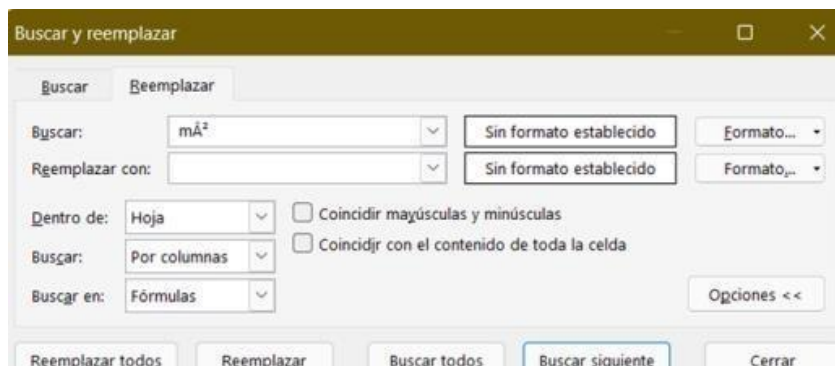 Buscar y reemplazar
Buscar Reemplazar
Buscar: mÂ² Sin formato establecido Formato...
Reemplazar con: Sin formato establecido Formato...
Dentro de: Hoja Coincidir mayúsculas y minúsculas
Coincidir con el contenido de toda la celda
Buscar: Por columnas
Buscar en: Fórmulas Opciones <<
Reemplazar todos Reemplazar Buscar todos Buscar siguiente Cerrar